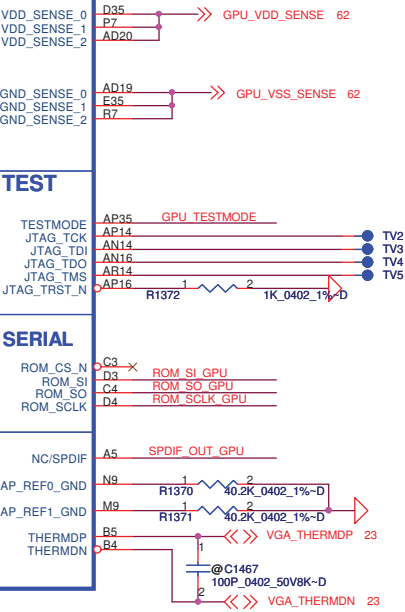 VDD_SENSE_0 D35 GPU_VDD_SENSE 62
VDD_SENSE_1 P7
VDD_SENSE_2 AD20
GND_SENSE_0 AD19 GPU_VSS_SENSE 62
GND_SENSE_1 E35
GND_SENSE_2 R7
TEST
TESTMODE AP35 GPU_TESTMODE
JTAG_TCK AP14 TV2
JTAG_TDI AN14 TV3
JTAG_TDO AN16 TV4
JTAG_TMS AR14 TV5
JTAG_TRST_N AP16 1 2
R1372 1K_0402_1%~D
SERIAL
ROM_CS_N C3
ROM_SI D3 ROM_SI_GPU
ROM_SO C4 ROM_SO_GPU
ROM_SCLK D4 ROM_SCLK_GPU
NC/SPDIF A5 SPDIF_OUT_GPU
AP_REF0_GND N9 1 2
R1370 40.2K_0402_1%~D
AP_REF1_GND M9 1 2
R1371 40.2K_0402_1%~D
THERMDP B5 VGA_THERMDP 23
THERMDN B4 1
@C1467
100P_0402_50V8K~D
2
VGA_THERMDN 23